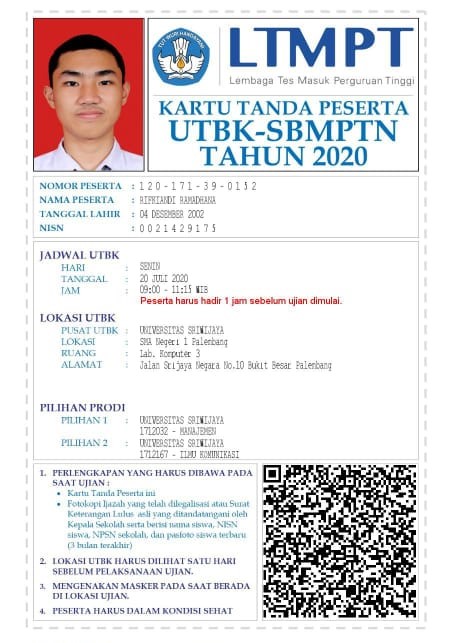 TUT WURI HANDAYANI
LTMPT
Lembaga Tes Masuk Perguruan Tinggi
KARTU TANDA PESERTA
UTBK-SBMPTN
TAHUN 2020
NOMOR PESERTA : 120-171-39-0152
NAMA PESERTA : RIFKIANDI RAMADHANA
TANGGAL LAHIR : 04 DESEMBER 2002
NISN : 0021429175
JADWAL UTBK
HARI : SENIN
TANGGAL : 20 JULI 2020
JAM : 09:00 - 11:15 WIB
Peserta harus hadir 1 jam sebelum ujian dimulai.
LOKASI UTBK
PUSAT UTBK : UNIVERSITAS SRIWIJAYA
LOKASI : SMA Negeri 1 Palembang
RUANG : Lab. Komputer 3
ALAMAT : Jalan Srijaya Negara No.10 Bukit Besar Palembang
PILIHAN PRODI
PILIHAN 1 : UNIVERSITAS SRIWIJAYA
1712032 - MANAJEMEN
PILIHAN 2 : UNIVERSITAS SRIWIJAYA
1712167 - ILMU KOMUNIKASI
1. PERLENGKAPAN YANG HARUS DIBAWA PADA
SAAT UJIAN :
• Kartu Tanda Peserta ini
• Fotokopi Ijazah yang telah dilegalisasi atau Surat
Keterangan Lulus asli yang ditandatangani oleh
Kepala Sekolah serta berisi nama siswa, NISN
siswa, NPSN sekolah, dan pasfoto siswa terbaru
(3 bulan terakhir)
2. LOKASI UTBK HARUS DILIHAT SATU HARI
SEBELUM PELAKSANAAN UJIAN.
3. MENGENAKAN MASKER PADA SAAT BERADA
DI LOKASI UJIAN.
4. PESERTA HARUS DALAM KONDISI SEHAT